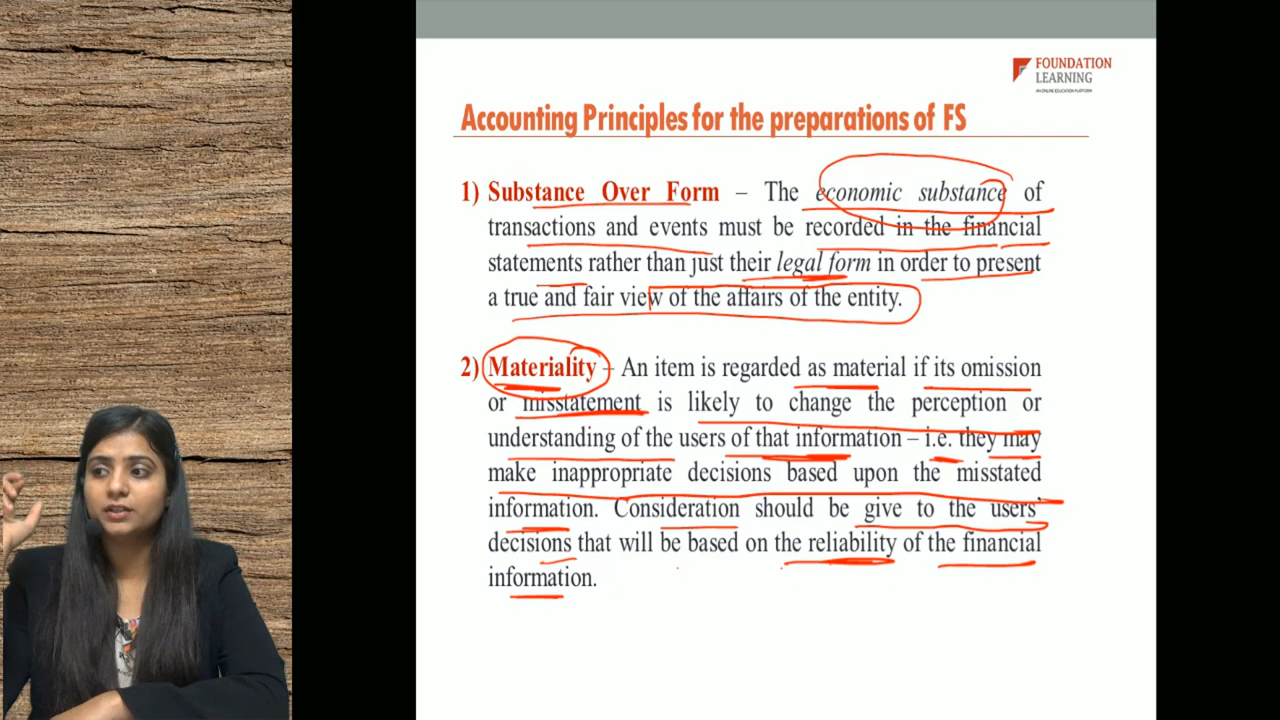 FOUNDATION
LEARNING
AN ONLINE EDUCATION PLATFORM
Accounting Principles for the preparations of FS
1) Substance Over Form – The economic substance of
transactions and events must be recorded in the financial
statements rather than just their legal form in order to present
a true and fair view of the affairs of the entity.
2) Materiality – An item is regarded as material if its omission
or misstatement is likely to change the perception or
understanding of the users of that information – i.e. they may
make inappropriate decisions based upon the misstated
information. Consideration should be give to the users'
decisions that will be based on the reliability of the financial
information.